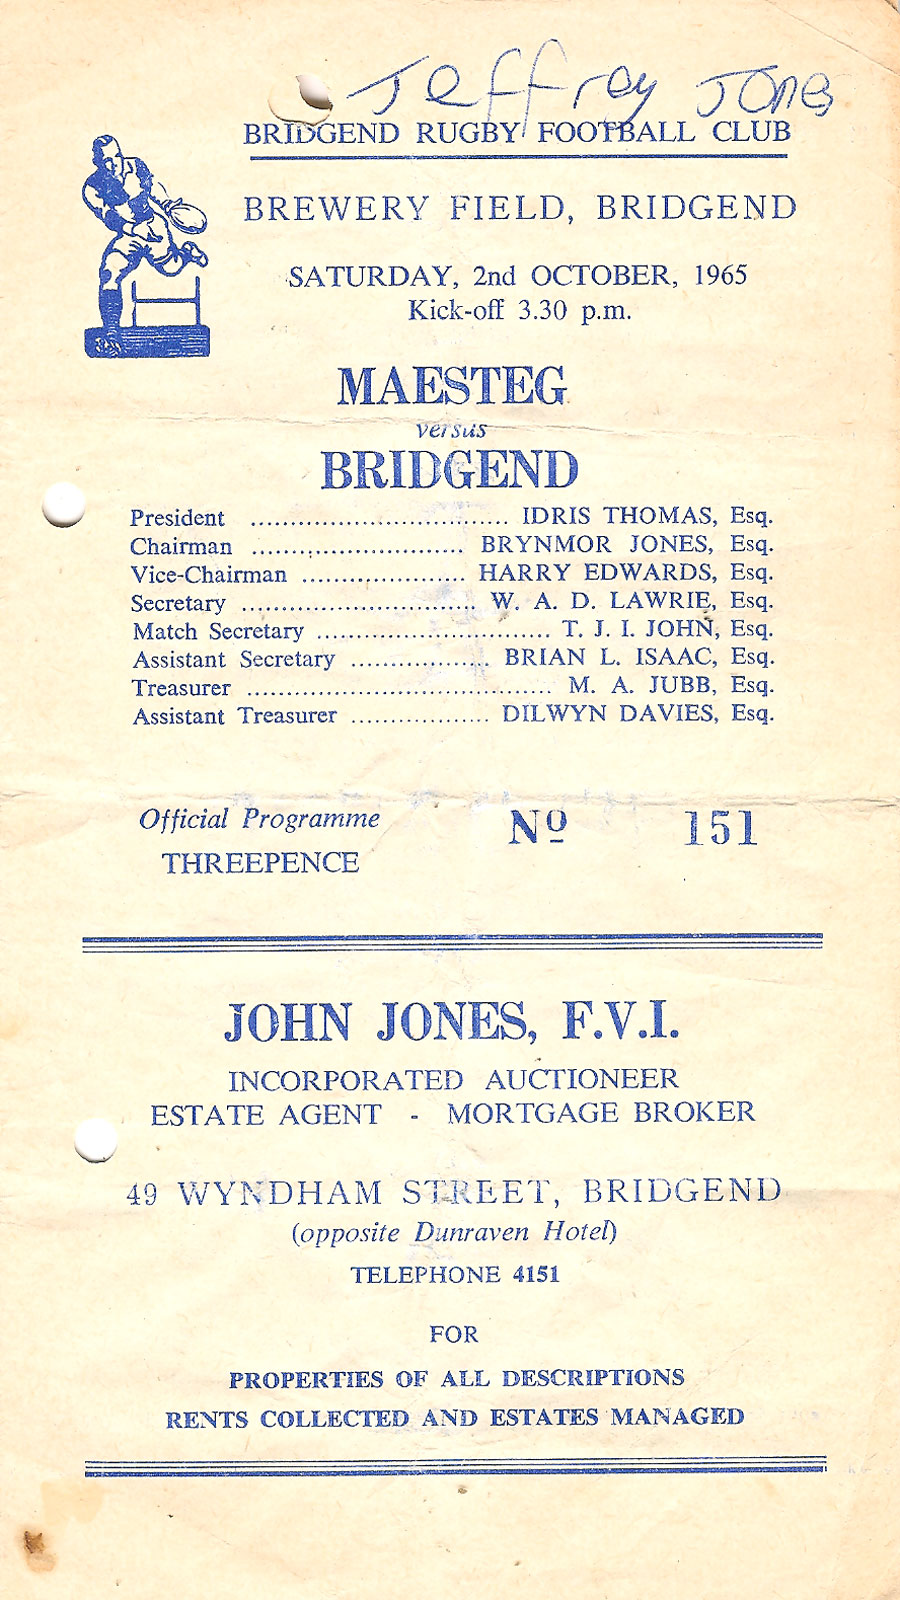 Jeffrey Jones
BRIDGEND RUGBY FOOTBALL CLUB
BREWERY FIELD, BRIDGEND
SATURDAY, 2nd OCTOBER, 1965
Kick-off 3.30 p.m.
MAESTEG
versus
BRIDGEND
President ................................ IDRIS THOMAS, Esq.
Chairman .......................... BRYNMOR JONES, Esq.
Vice-Chairman .................... HARRY EDWARDS, Esq.
Secretary ............................. W. A. D. LAWRIE, Esq.
Match Secretary ............................. T. J. I. JOHN, Esq.
Assistant Secretary ................. BRIAN L. ISAAC, Esq.
Treasurer ...................................... M. A. JUBB, Esq.
Assistant Treasurer ................. DILWYN DAVIES, Esq.
Official Programme
THREEPENCE
Nº 151
JOHN JONES, F.V.I.
INCORPORATED AUCTIONEER
ESTATE AGENT - MORTGAGE BROKER
49 WYNDHAM STREET, BRIDGEND
(opposite Dunraven Hotel)
TELEPHONE 4151
FOR
PROPERTIES OF ALL DESCRIPTIONS
RENTS COLLECTED AND ESTATES MANAGED